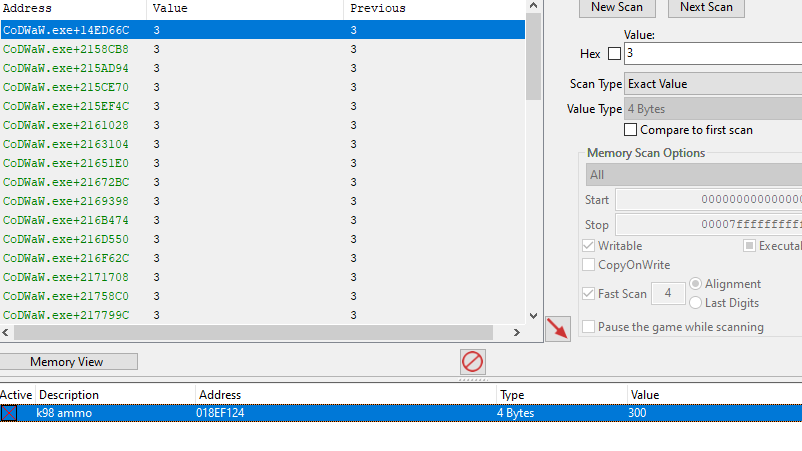 Address Value Previous
CoDWaW.exe+14ED66C 3 3
CoDWaW.exe+2158CB8 3 3
CoDWaW.exe+215AD94 3 3
CoDWaW.exe+215CE70 3 3
CoDWaW.exe+215EF4C 3 3
CoDWaW.exe+2161028 3 3
CoDWaW.exe+2163104 3 3
CoDWaW.exe+21651E0 3 3
CoDWaW.exe+21672BC 3 3
CoDWaW.exe+2169398 3 3
CoDWaW.exe+216B474 3 3
CoDWaW.exe+216D550 3 3
CoDWaW.exe+216F62C 3 3
CoDWaW.exe+2171708 3 3
CoDWaW.exe+21758C0 3 3
CoDWaW.exe+217799C 3 3
New Scan Next Scan
Value:
Hex 3
Scan Type Exact Value
Value Type 4 Bytes
Compare to first scan
Memory Scan Options
All
Start 00000000000000
Stop 00007fffffffff
Writable Executa
CopyOnWrite
Fast Scan 4 Alignment
Last Digits
Pause the game while scanning
Memory View
Active Description Address Type Value
k98 ammo 018EF124 4 Bytes 300